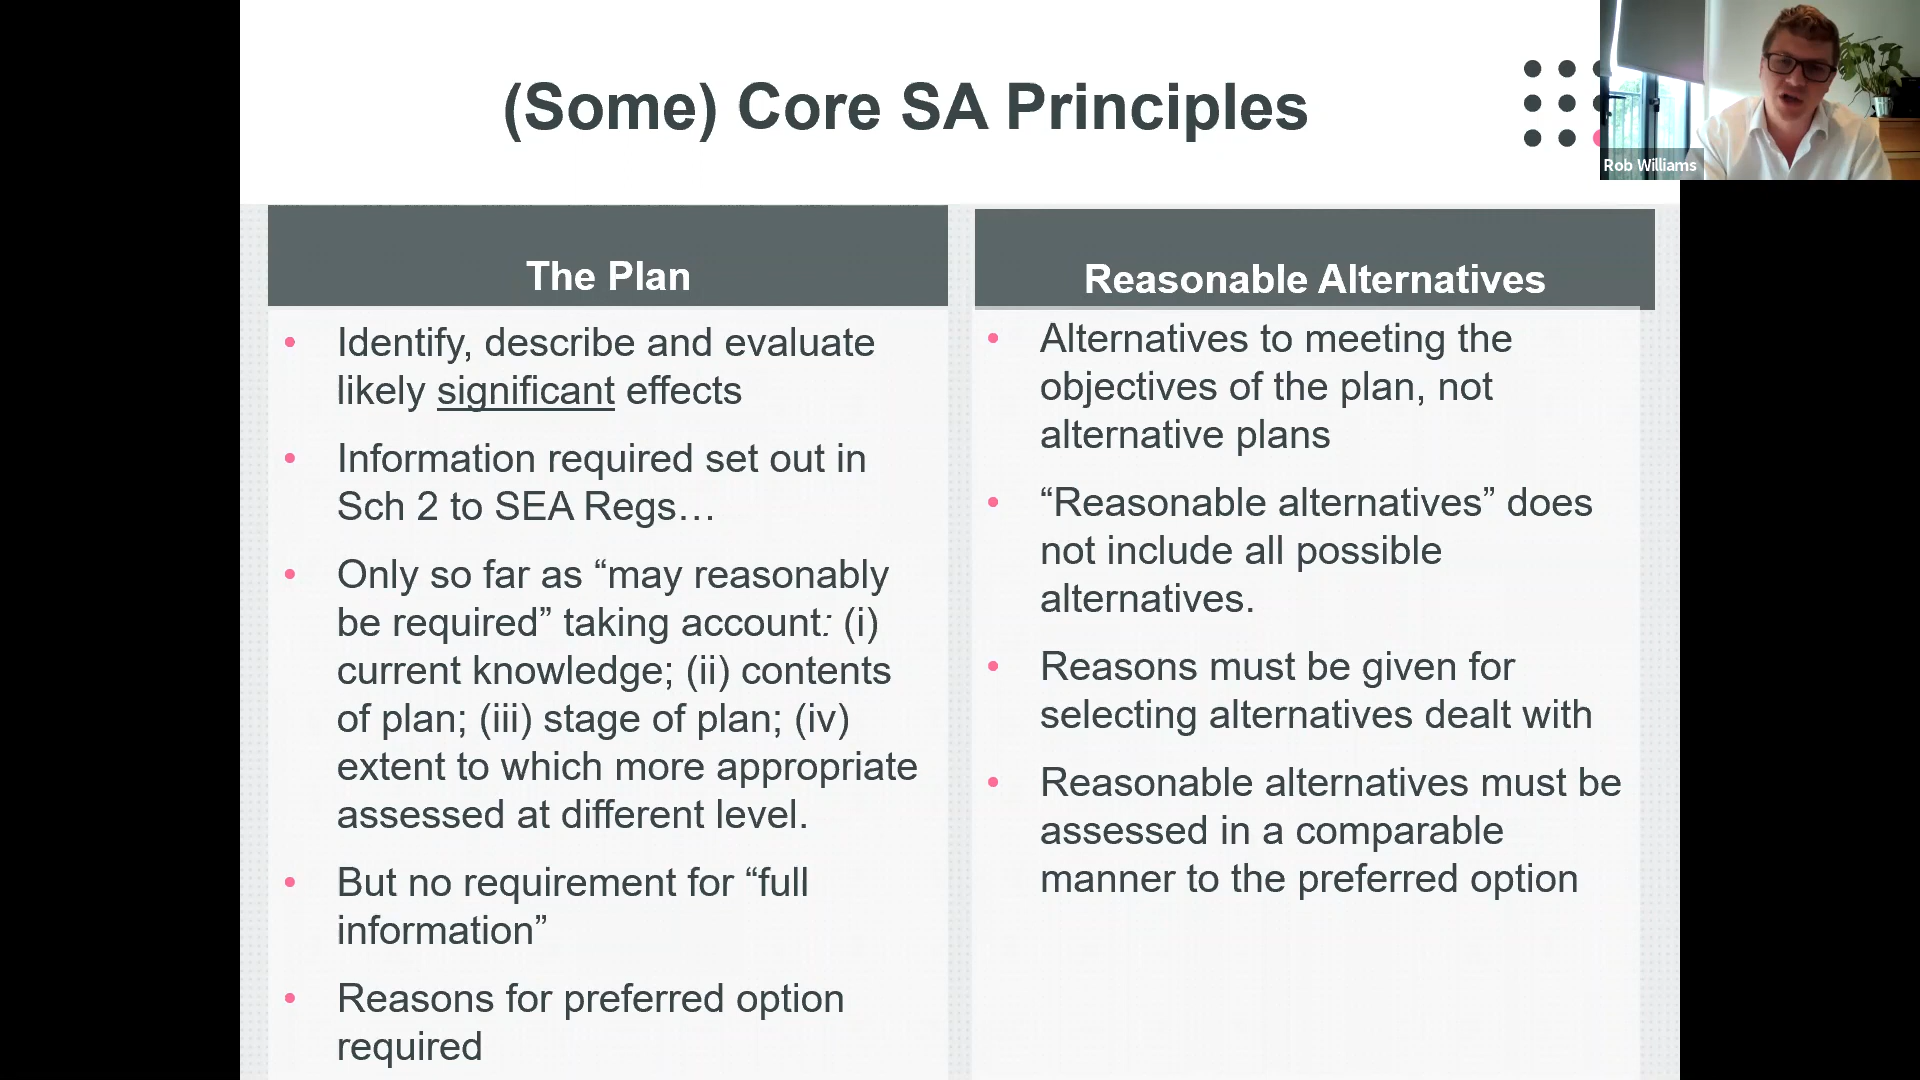 (Some) Core SA Principles
Rob Williams
The Plan
• Identify, describe and evaluate
likely significant effects
• Information required set out in
Sch 2 to SEA Regs…
• Only so far as “may reasonably
be required” taking account: (i)
current knowledge; (ii) contents
of plan; (iii) stage of plan; (iv)
extent to which more appropriate
assessed at different level.
• But no requirement for “full
information”
• Reasons for preferred option
required
Reasonable Alternatives
• Alternatives to meeting the
objectives of the plan, not
alternative plans
• “Reasonable alternatives” does
not include all possible
alternatives.
• Reasons must be given for
selecting alternatives dealt with
• Reasonable alternatives must be
assessed in a comparable
manner to the preferred option